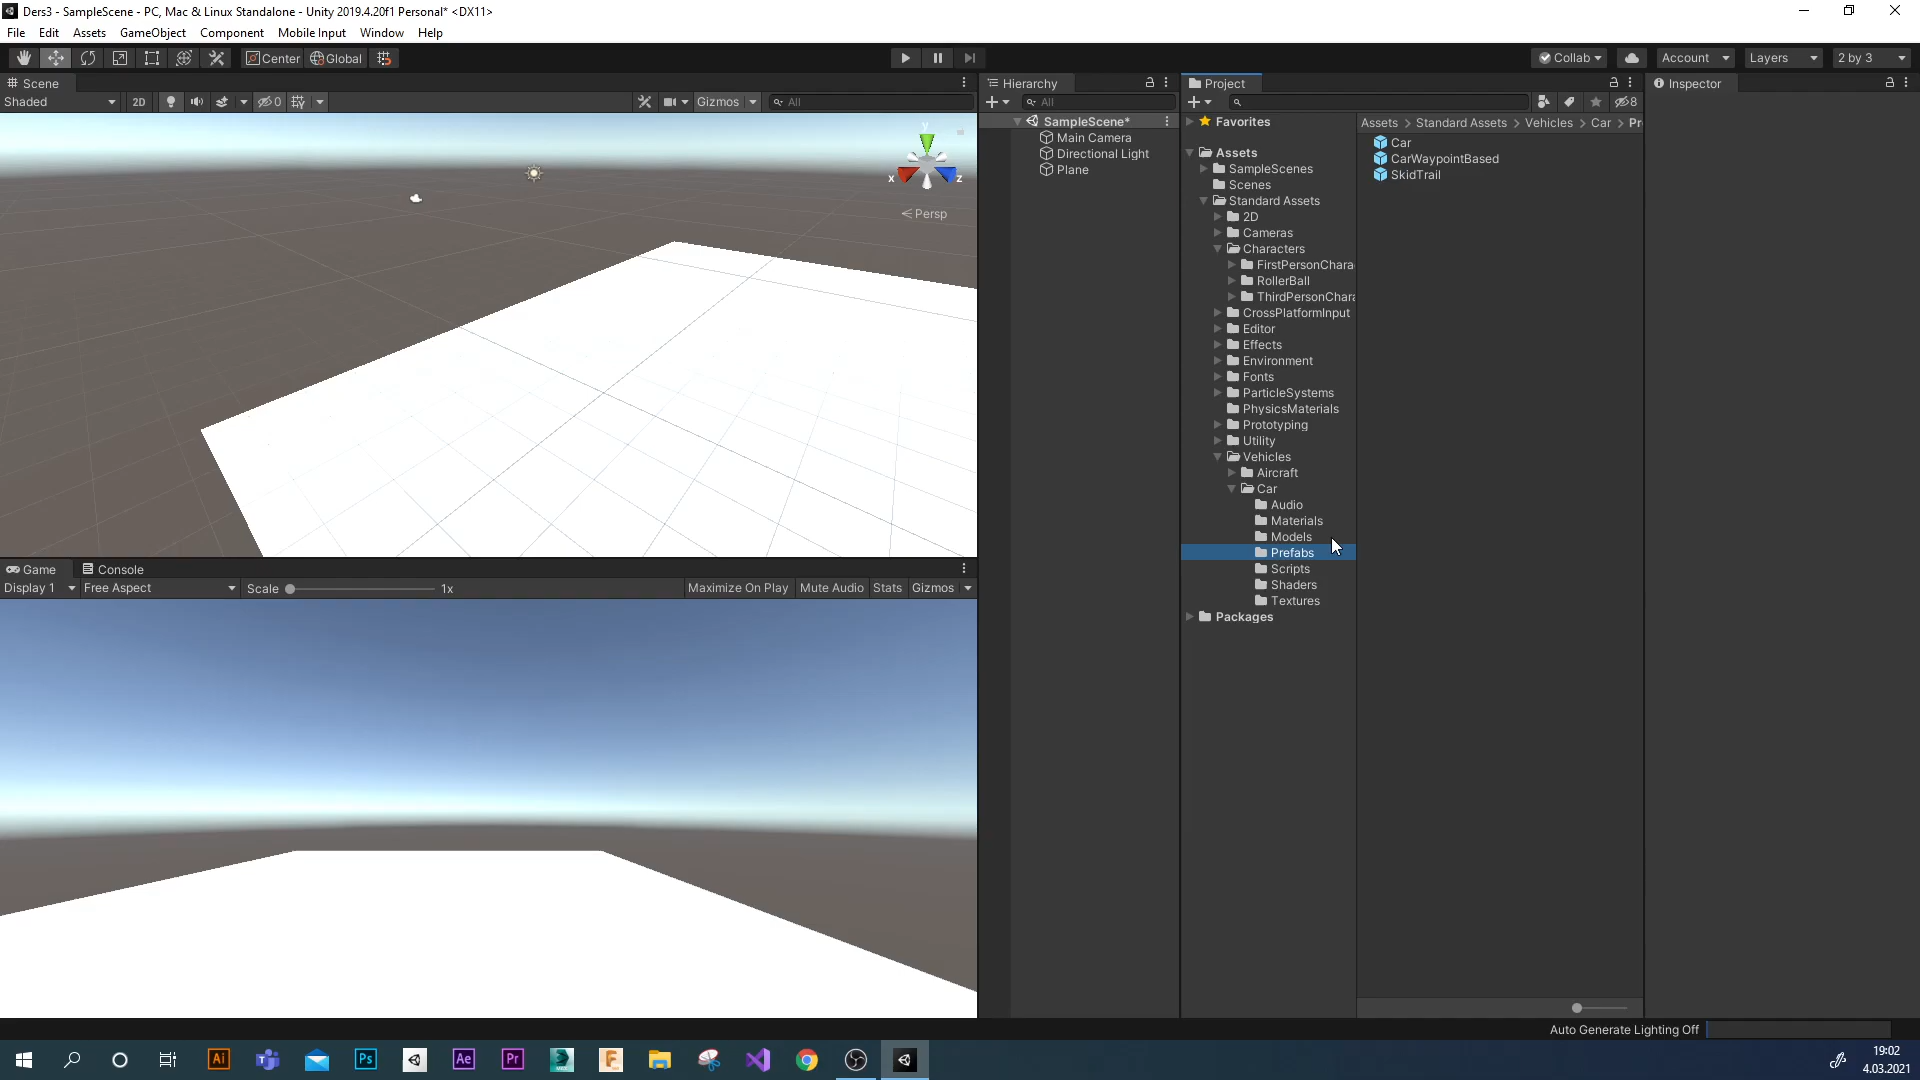 Ders3 - SampleScene - PC, Mac & Linux Standalone - Unity 2019.4.20f1 Personal* <DX11>
File Edit Assets GameObject Component Mobile Input Window Help
Center Global Collab Account Layers 2 by 3
Scene
Shaded 2D 0 Gizmos All
y
x
z
Persp
Game Console
Display 1 Free Aspect Scale 1x Maximize On Play Mute Audio Stats Gizmos
Hierarchy
All
SampleScene*
Main Camera
Directional Light
Plane
Project
8
Favorites
Assets
SampleScenes
Scenes
Standard Assets
2D
Cameras
Characters
FirstPersonChara
RollerBall
ThirdPersonChara
CrossPlatformInput
Editor
Effects
Environment
Fonts
ParticleSystems
PhysicsMaterials
Prototyping
Utility
Vehicles
Aircraft
Car
Audio
Materials
Models
Prefabs
Scripts
Shaders
Textures
Packages
Assets > Standard Assets > Vehicles > Car > Pr
Car
CarWaypointBased
SkidTrail
Inspector
Auto Generate Lighting Off
Ai
Ps
Ae
Pr
19:02
4.03.2021